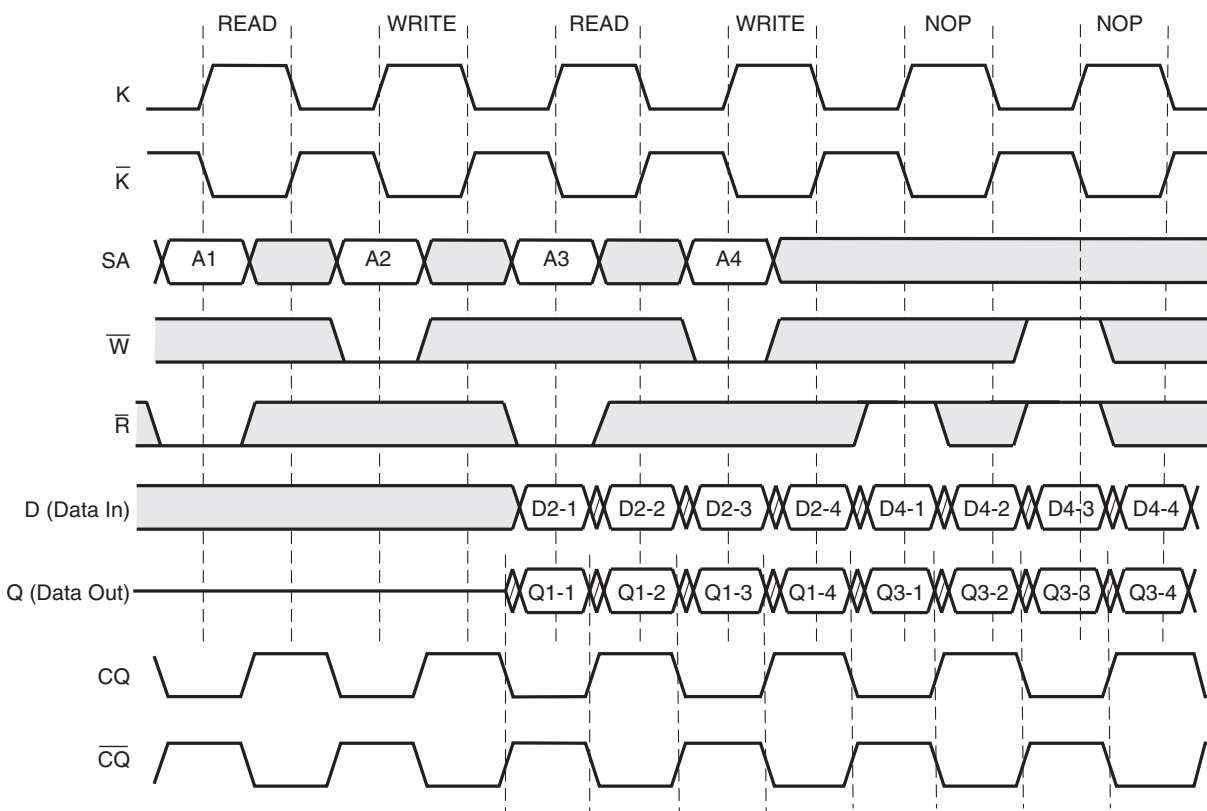 READ WRITE READ WRITE NOP NOP
K
K̅
SA A1 A2 A3 A4
W̅
R̅
D (Data In) D2-1 D2-2 D2-3 D2-4 D4-1 D4-2 D4-3 D4-4
Q (Data Out) Q1-1 Q1-2 Q1-3 Q1-4 Q3-1 Q3-2 Q3-3 Q3-4
CQ
C̅Q̅